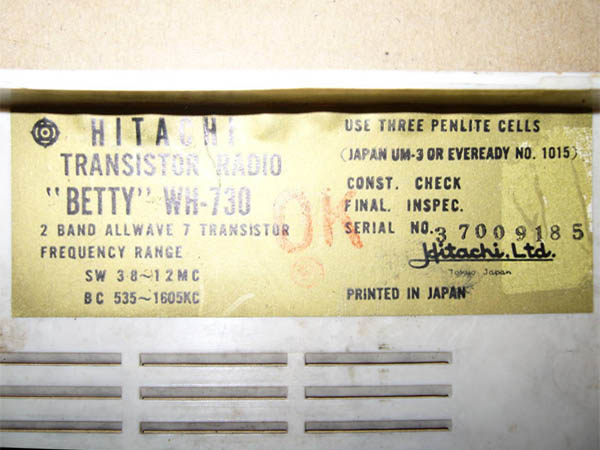 HITACHI
TRANSISTOR RADIO
"BETTY" WH-730
2 BAND ALLWAVE 7 TRANSISTOR
FREQUENCY RANGE
SW 3.8~12MC
BC 535~1605KC
OK
USE THREE PENLITE CELLS
(JAPAN UM-3 OR EVEREADY NO. 1015)
CONST. CHECK
FINAL. INSPEC.
SERIAL NO. 37009185
Hitachi, Ltd.
Tokyo Japan
PRINTED IN JAPAN